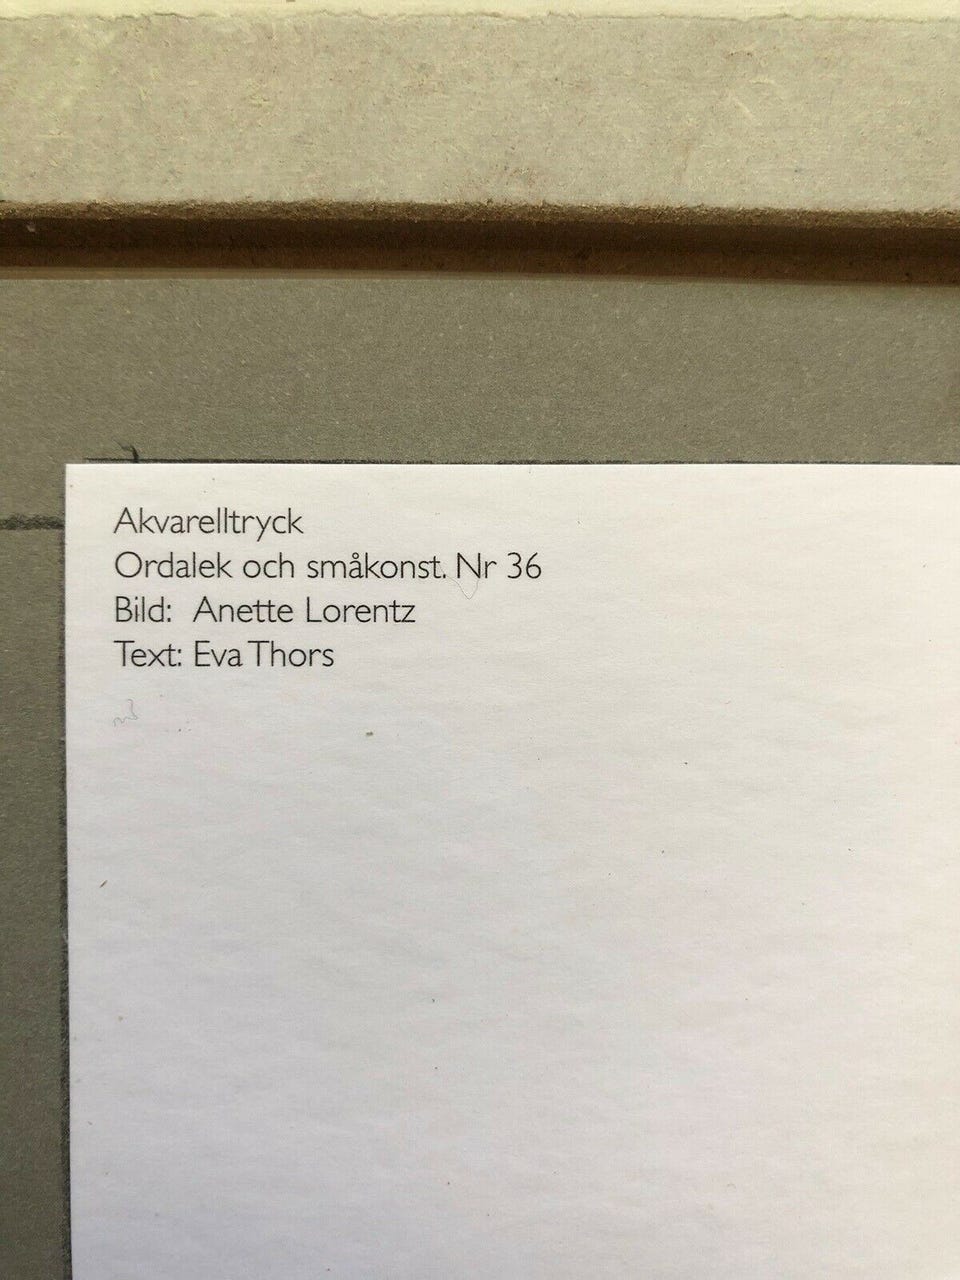 Akvarelltryck
Ordalek och småkonst. Nr 36
Bild: Anette Lorentz
Text: Eva Thors